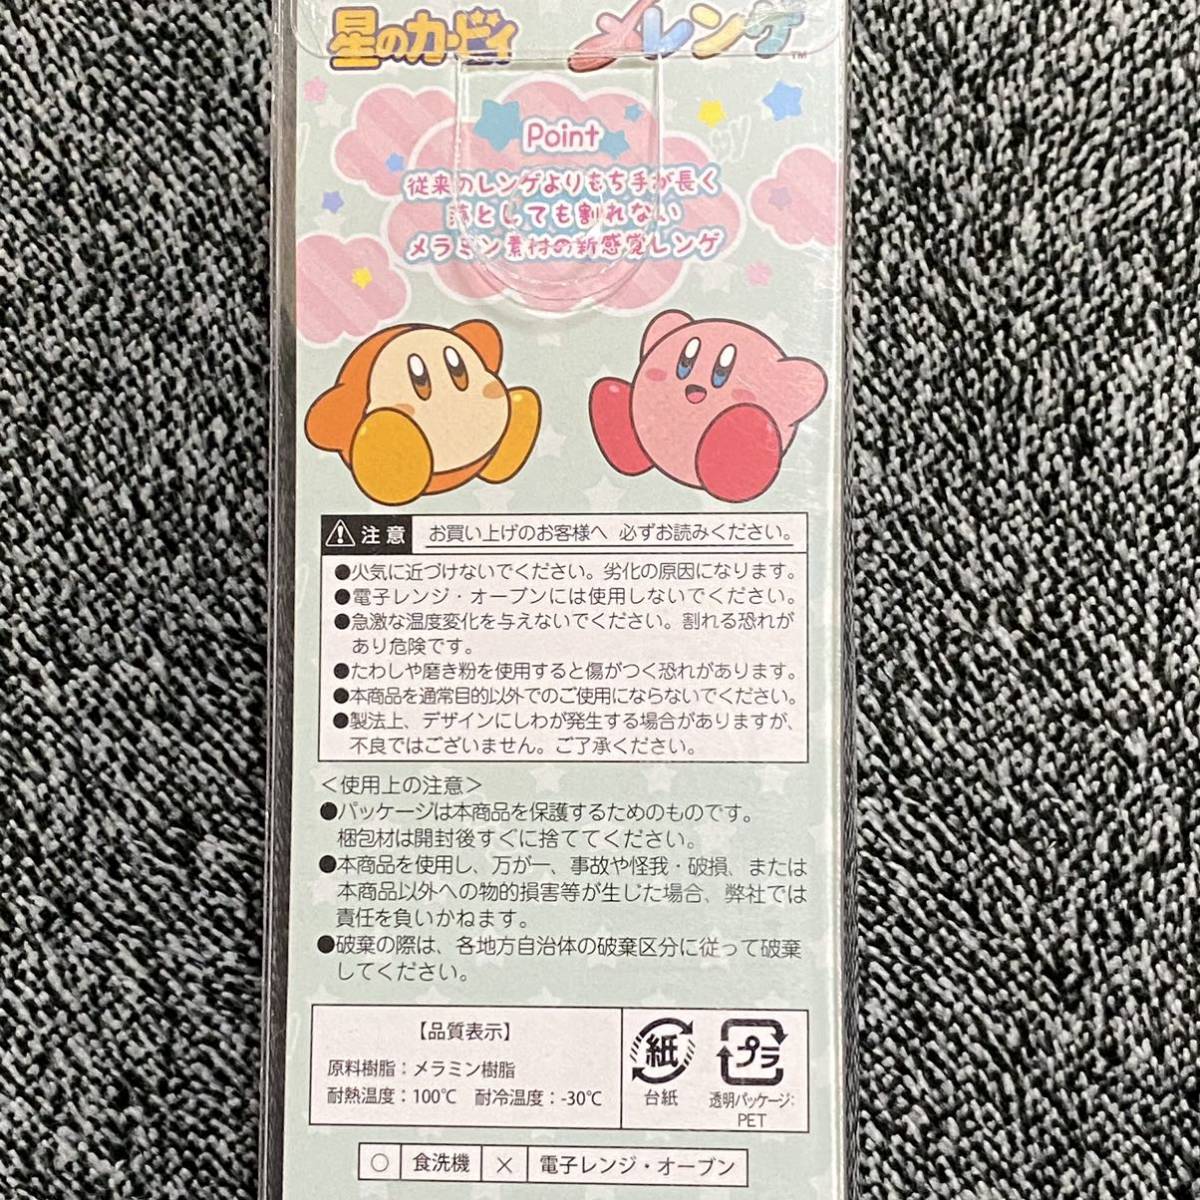 星のカービィ メレンゲ™
Point
従来のレンゲよりもち手が長く
落としても割れない
メラミン素材の新感覚レンゲ
注意 お買い上げのお客様へ 必ずお読みください。
●火気に近づけないでください。劣化の原因になります。
●電子レンジ・オーブンには使用しないでください。
●急激な温度変化を与えないでください。割れる恐れが
あり危険です。
●たわしや磨き粉を使用すると傷がつく恐れがあります。
●本商品を通常目的以外でのご使用にならないでください。
●製法上、デザインにしわが発生する場合がありますが、
不良ではございません。ご了承ください。
＜使用上の注意＞
●パッケージは本商品を保護するためのものです。
梱包材は開封後すぐに捨ててください。
●本商品を使用し、万が一、事故や怪我・破損、または
本商品以外への物的損害等が生じた場合、弊社では
責任を負いかねます。
●破棄の際は、各地方自治体の破棄区分に従って破棄
してください。
【品質表示】
原料樹脂：メラミン樹脂
耐熱温度：100℃ 耐冷温度：-30℃
紙
台紙
プラ
透明パッケージ：
PET
○ 食洗機 × 電子レンジ・オーブン